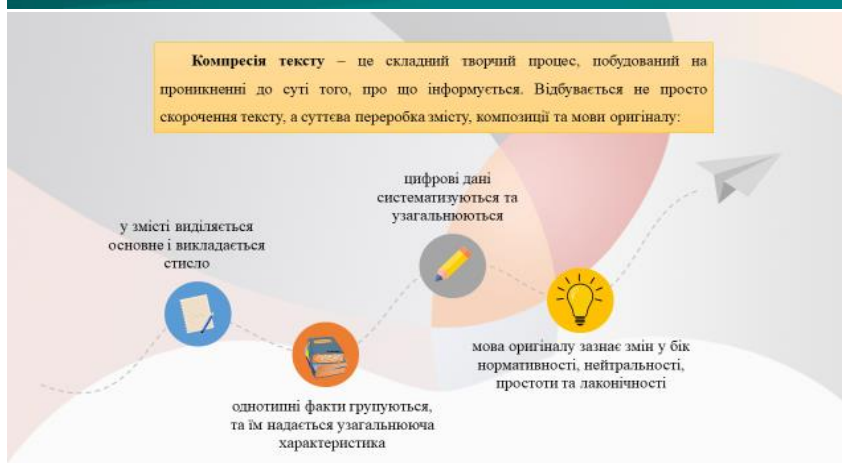 Компресія тексту – це складний творчий процес, побудований на
проникненні до суті того, про що інформується. Відбувається не просто
скорочення тексту, а суттєва переробка змісту, композиції та мови оригіналу:
у змісті виділяється
основне і викладається
стисло
однотипні факти групуються,
та їм надається узагальнююча
характеристика
цифрові дані
систематизуються та
узагальнюються
мова оригіналу зазнає змін у бік
нормативності, нейтральності,
простоти та лаконічності